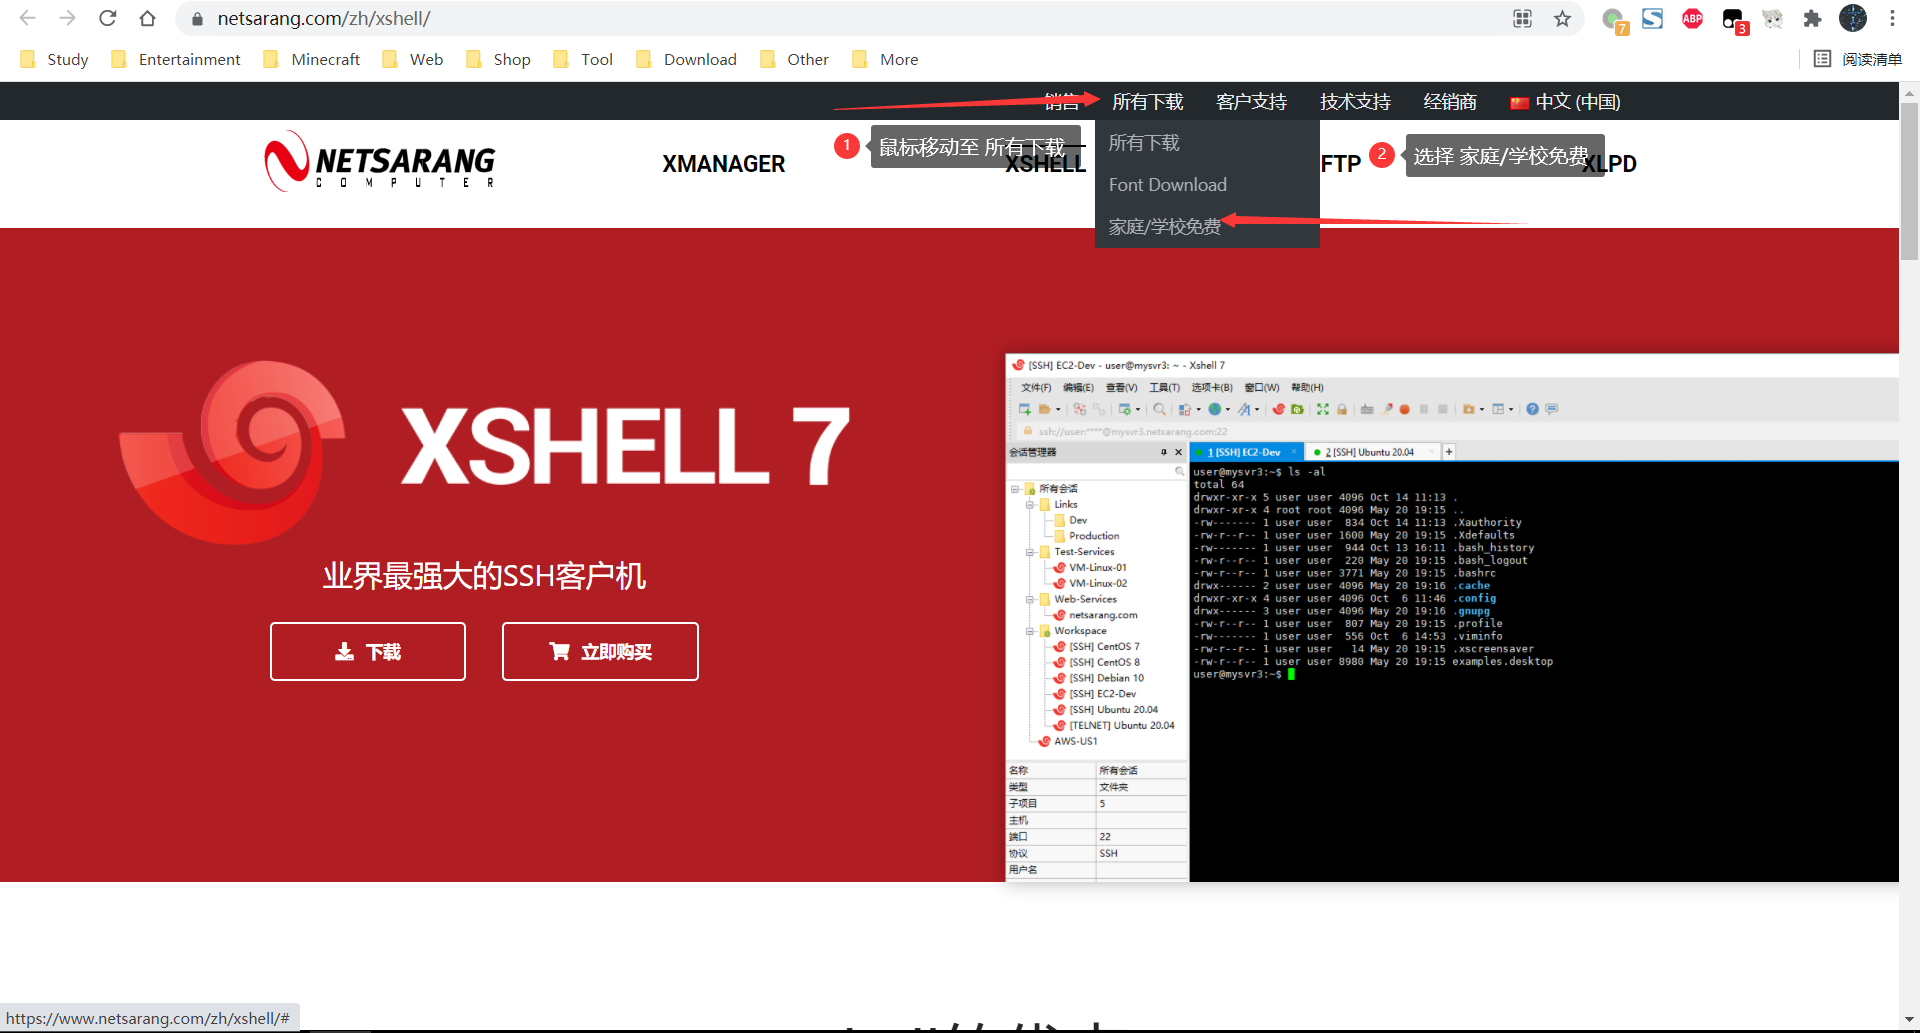 netsarang.com/zh/xshell/
7
ABP
3
Study
Entertainment
Minecraft
Web
Shop
Tool
Download
Other
More
阅读清单
销售
所有下载
客户支持
技术支持
经销商
中文 (中国)
NETSARANG
COMPUTER
XMANAGER
1
鼠标移动至 所有下载
XSHELL
所有下载
Font Download
家庭/学校免费
FTP
2
选择 家庭/学校免费
XLPD
XSHELL 7
业界最强大的SSH客户机
下载
立即购买
[SSH] EC2-Dev - user@mysvr3: ~ - Xshell 7
文件(F) 编辑(E) 查看(V) 工具(T) 选项卡(B) 窗口(W) 帮助(H)
ssh://user:****@mysvr3.netsarang.com:22
会话管理器
所有会话
Links
Dev
Production
Test-Services
VM-Linux-01
VM-Linux-02
Web-Services
netsarang.com
Workspace
[SSH] CentOS 7
[SSH] CentOS 8
[SSH] Debian 10
[SSH] EC2-Dev
[SSH] Ubuntu 20.04
[TELNET] Ubuntu 20.04
AWS-US1
名称 所有会话
类型 文件夹
子项目 5
主机
端口 22
协议 SSH
用户名
1 [SSH] EC2-Dev × 2 [SSH] Ubuntu 20.04 × +
user@mysvr3:~$ ls -al
total 64
drwxr-xr-x 5 user user 4096 Oct 14 11:13 .
drwxr-xr-x 4 root root 4096 May 20 19:15 ..
-rw------- 1 user user 834 Oct 14 11:13 .Xauthority
-rw-r--r-- 1 user user 1600 May 20 19:15 .Xdefaults
-rw------- 1 user user 944 Oct 13 16:11 .bash_history
-rw-r--r-- 1 user user 220 May 20 19:15 .bash_logout
-rw-r--r-- 1 user user 3771 May 20 19:15 .bashrc
drwx------ 2 user user 4096 May 20 19:16 .cache
drwxr-xr-x 4 user user 4096 Oct 6 11:46 .config
drwx------ 3 user user 4096 May 20 19:16 .gnupg
-rw-r--r-- 1 user user 807 May 20 19:15 .profile
-rw------- 1 user user 556 Oct 6 14:53 .viminfo
-rw-r--r-- 1 user user 14 May 20 19:15 .xscreensaver
-rw-r--r-- 1 user user 8980 May 20 19:15 examples.desktop
user@mysvr3:~$
https://www.netsarang.com/zh/xshell/#